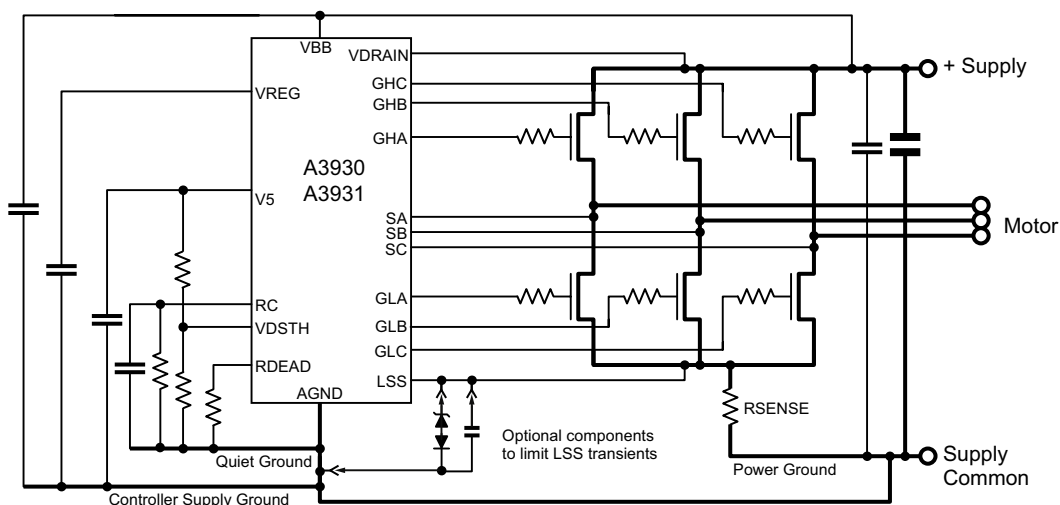 VBB
VDRAIN
+ Supply
GHC
VREG
GHB
GHA
A3930
A3931
V5
SA
SB
SC
Motor
GLA
RC
GLB
VDSTH
GLC
RDEAD
LSS
AGND
RSENSE
Optional components
to limit LSS transients
Quiet Ground
Power Ground
Supply
Common
Controller Supply Ground